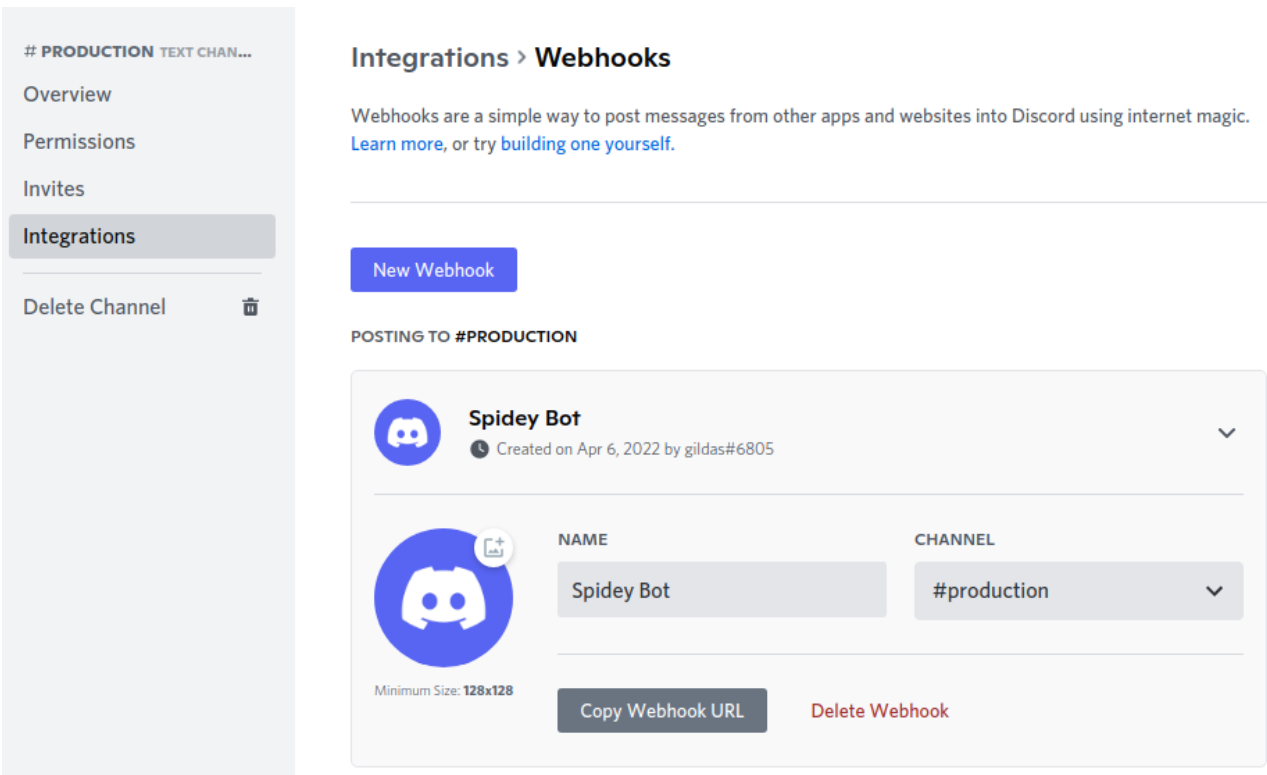 # PRODUCTION TEXT CHAN...
Overview
Permissions
Invites
Integrations
Delete Channel
Integrations > Webhooks
Webhooks are a simple way to post messages from other apps and websites into Discord using internet magic.
Learn more, or try building one yourself.
New Webhook
POSTING TO #PRODUCTION
Spidey Bot
Created on Apr 6, 2022 by gildas#6805
Minimum Size: 128x128
NAME
Spidey Bot
CHANNEL
#production
Copy Webhook URL
Delete Webhook